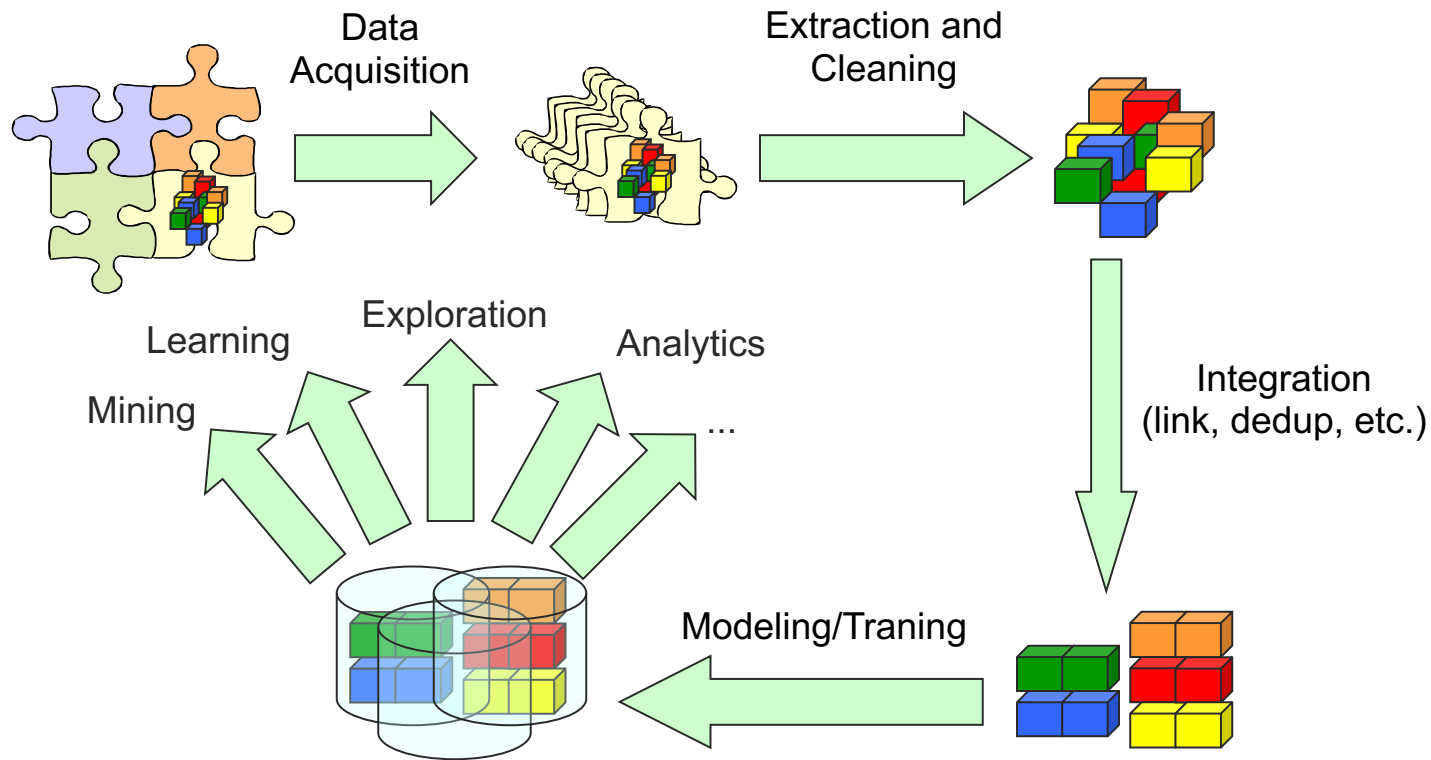 Data
Acquisition
Extraction and
Cleaning
Exploration
Learning
Analytics
Mining
...
Integration
(link, dedup, etc.)
Modeling/Traning